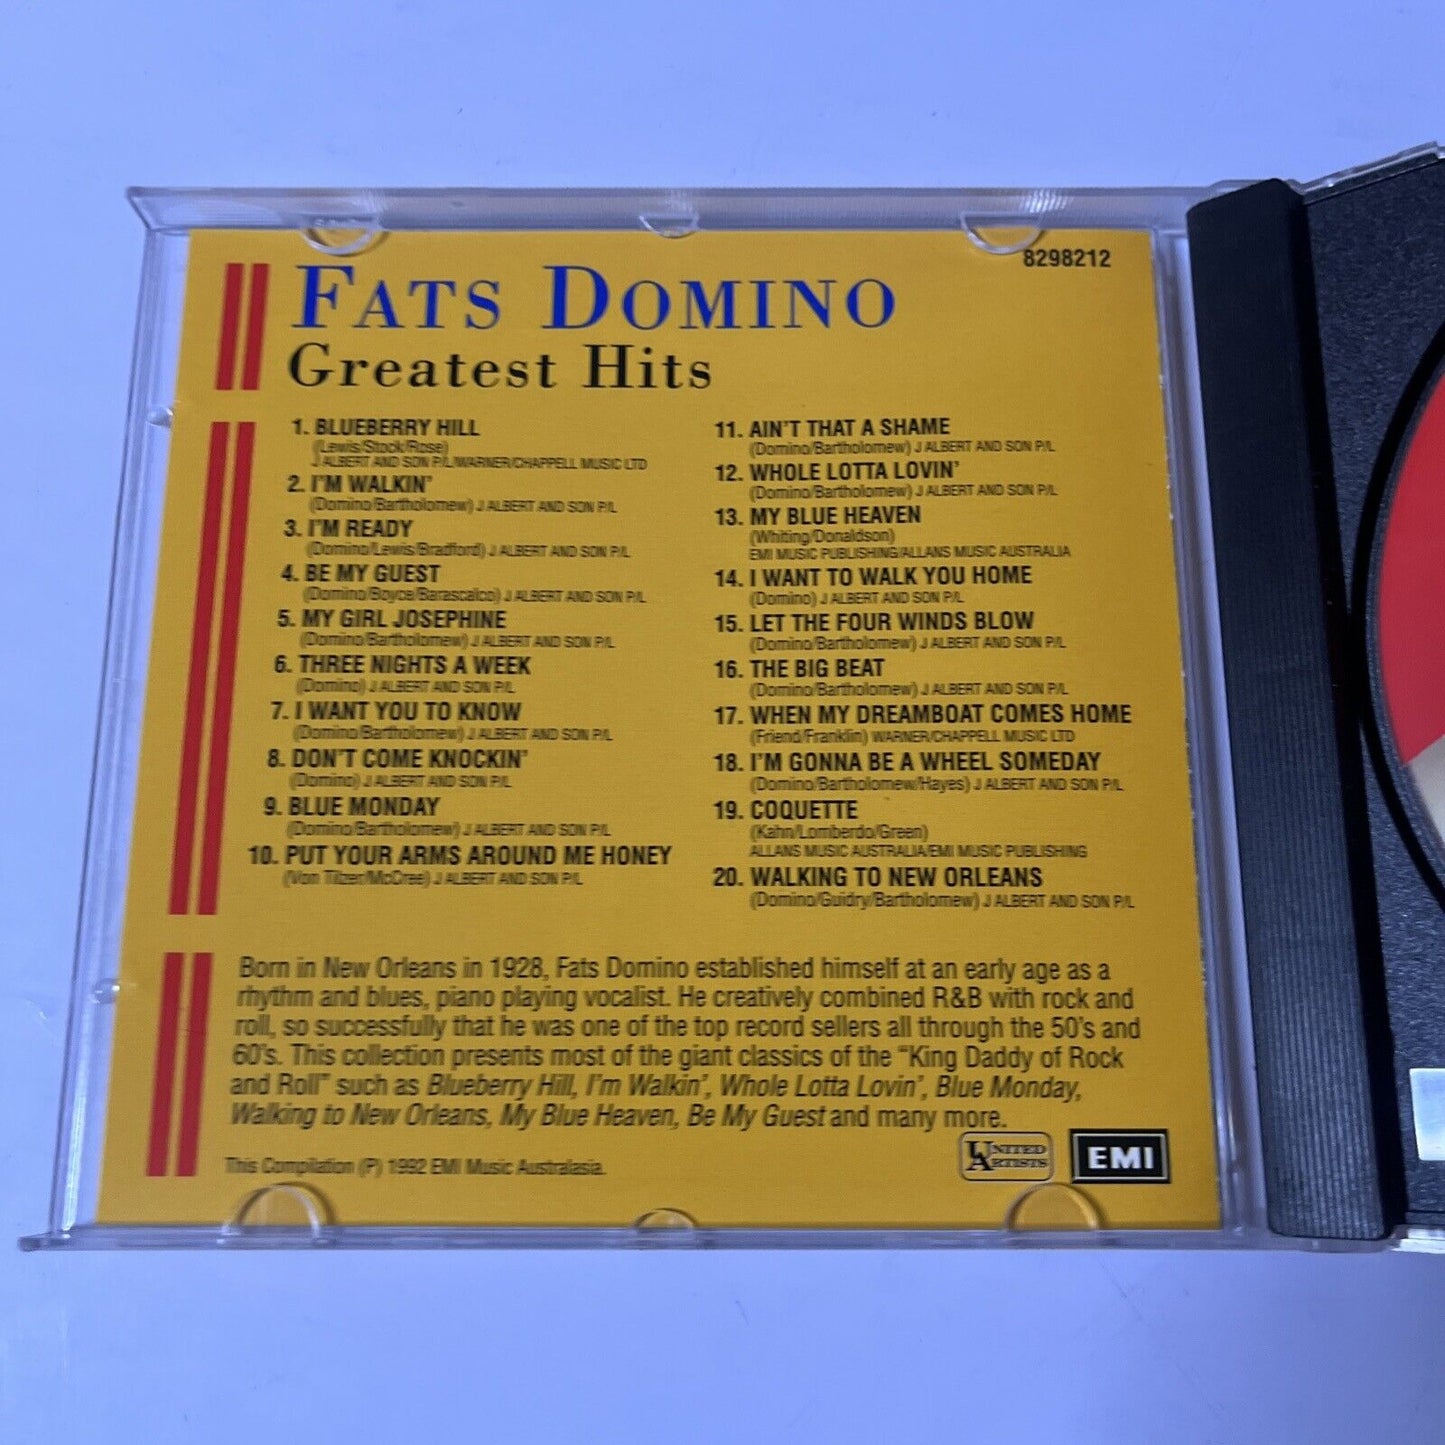 8298212
FATS DOMINO
Greatest Hits
1. BLUEBERRY HILL
(Lewis/Stock/Rose)
J ALBERT AND SON P/L/WARNER/CHAPPELL MUSIC LTD
2. I'M WALKIN'
(Domino/Bartholomew) J ALBERT AND SON P/L
3. I'M READY
(Domino/Lewis/Bradford) J ALBERT AND SON P/L
4. BE MY GUEST
(Domino/Boyce/Barascalco) J ALBERT AND SON P/L
5. MY GIRL JOSEPHINE
(Domino/Bartholomew) J ALBERT AND SON P/L
6. THREE NIGHTS A WEEK
(Domino) J ALBERT AND SON P/L
7. I WANT YOU TO KNOW
(Domino/Bartholomew) J ALBERT AND SON P/L
8. DON'T COME KNOCKIN'
(Domino) J ALBERT AND SON P/L
9. BLUE MONDAY
(Domino/Bartholomew) J ALBERT AND SON P/L
10. PUT YOUR ARMS AROUND ME HONEY
(Von Tilzer/McCree) J ALBERT AND SON P/L
11. AIN'T THAT A SHAME
(Domino/Bartholomew) J ALBERT AND SON P/L
12. WHOLE LOTTA LOVIN'
(Domino/Bartholomew) J ALBERT AND SON P/L
13. MY BLUE HEAVEN
(Whiting/Donaldson)
EMI MUSIC PUBLISHING/ALLANS MUSIC AUSTRALIA
14. I WANT TO WALK YOU HOME
(Domino) J ALBERT AND SON P/L
15. LET THE FOUR WINDS BLOW
(Domino/Bartholomew) J ALBERT AND SON P/L
16. THE BIG BEAT
(Domino/Bartholomew) J ALBERT AND SON P/L
17. WHEN MY DREAMBOAT COMES HOME
(Friend/Franklin) WARNER/CHAPPELL MUSIC LTD
18. I'M GONNA BE A WHEEL SOMEDAY
(Domino/Bartholomew/Hayes) J ALBERT AND SON P/L
19. COQUETTE
(Kahn/Lomberdo/Green)
ALLANS MUSIC AUSTRALIA/EMI MUSIC PUBLISHING
20. WALKING TO NEW ORLEANS
(Domino/Guidry/Bartholomew) J ALBERT AND SON P/L
Born in New Orleans in 1928, Fats Domino established himself at an early age as a
rhythm and blues, piano playing vocalist. He creatively combined R&B with rock and
roll, so successfully that he was one of the top record sellers all through the 50's and
60's. This collection presents most of the giant classics of the "King Daddy of Rock
and Roll" such as Blueberry Hill, I'm Walkin', Whole Lotta Lovin', Blue Monday,
Walking to New Orleans, My Blue Heaven, Be My Guest and many more.
This Compilation (P) 1992 EMI Music Australasia.
UNITED
ARTISTS
EMI